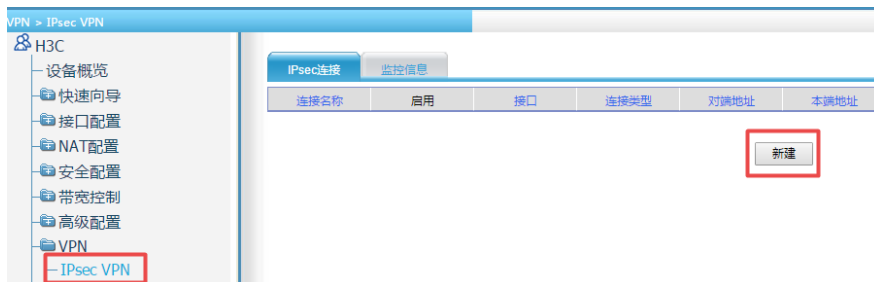 VPN > IPsec VPN
H3C
设备概览
快速向导
接口配置
NAT配置
安全配置
带宽控制
高级配置
VPN
IPsec VPN
IPsec连接 监控信息
连接名称 启用 接口 连接类型 对端地址 本端地址
新建